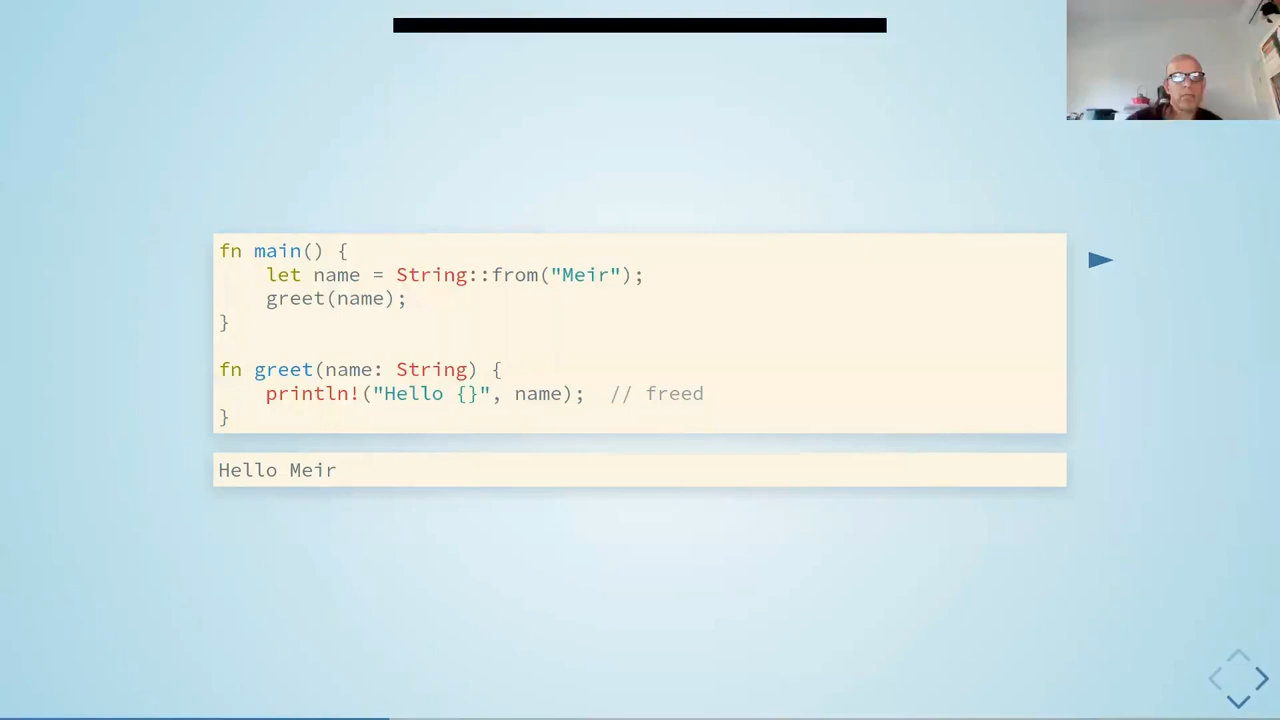 fn main() {
    let name = String::from("Meir");
    greet(name);
}
fn greet(name: String) {
    println!("Hello {}", name);  // freed
}
Hello Meir